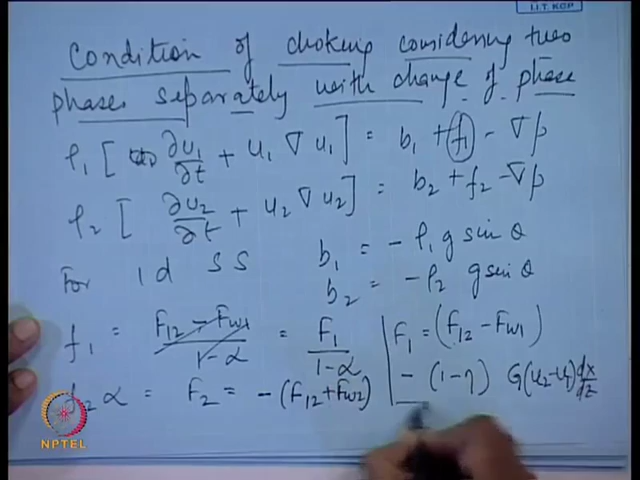 I.I.T. KGP
Condition of choking considering two
phases separately with change of phase
ρ₁ [ ∂u₁/∂t + u₁ ∇ u₁ ] = b₁ + f₁ - ∇p
ρ₂ [ ∂u₂/∂t + u₂ ∇ u₂ ] = b₂ + f₂ - ∇p
For 1d SS b₁ = - ρ₁ g sin θ
b₂ = - ρ₂ g sin θ
f₁ = F₁₂ - Fw₁ / 1-α = F₁ / 1-α
f₂ α = F₂ = - (F₁₂ + Fw₂)
F₁ = (F₁₂ - Fw₁)
- (1-η) G(u₂-u₁) dx/dz
NPTEL